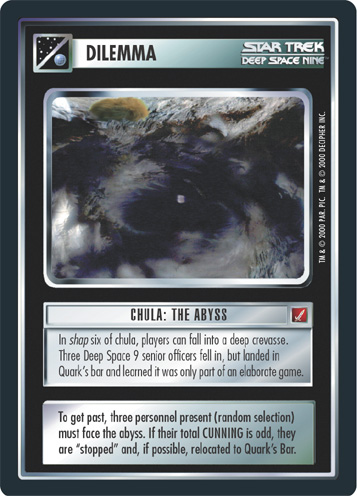 DILEMMA
STAR TREK
DEEP SPACE NINE™
TM & © 2000 PAR. PIC. TM & © 2000 DECIPHER INC.
CHULA: THE ABYSS
In shap six of chula, players can fall into a deep crevasse.
Three Deep Space 9 senior officers fell in, but landed in
Quark's bar and learned it was only part of an elaborate game.
To get past, three personnel present (random selection)
must face the abyss. If their total CUNNING is odd, they
are "stopped" and, if possible, relocated to Quark's Bar.